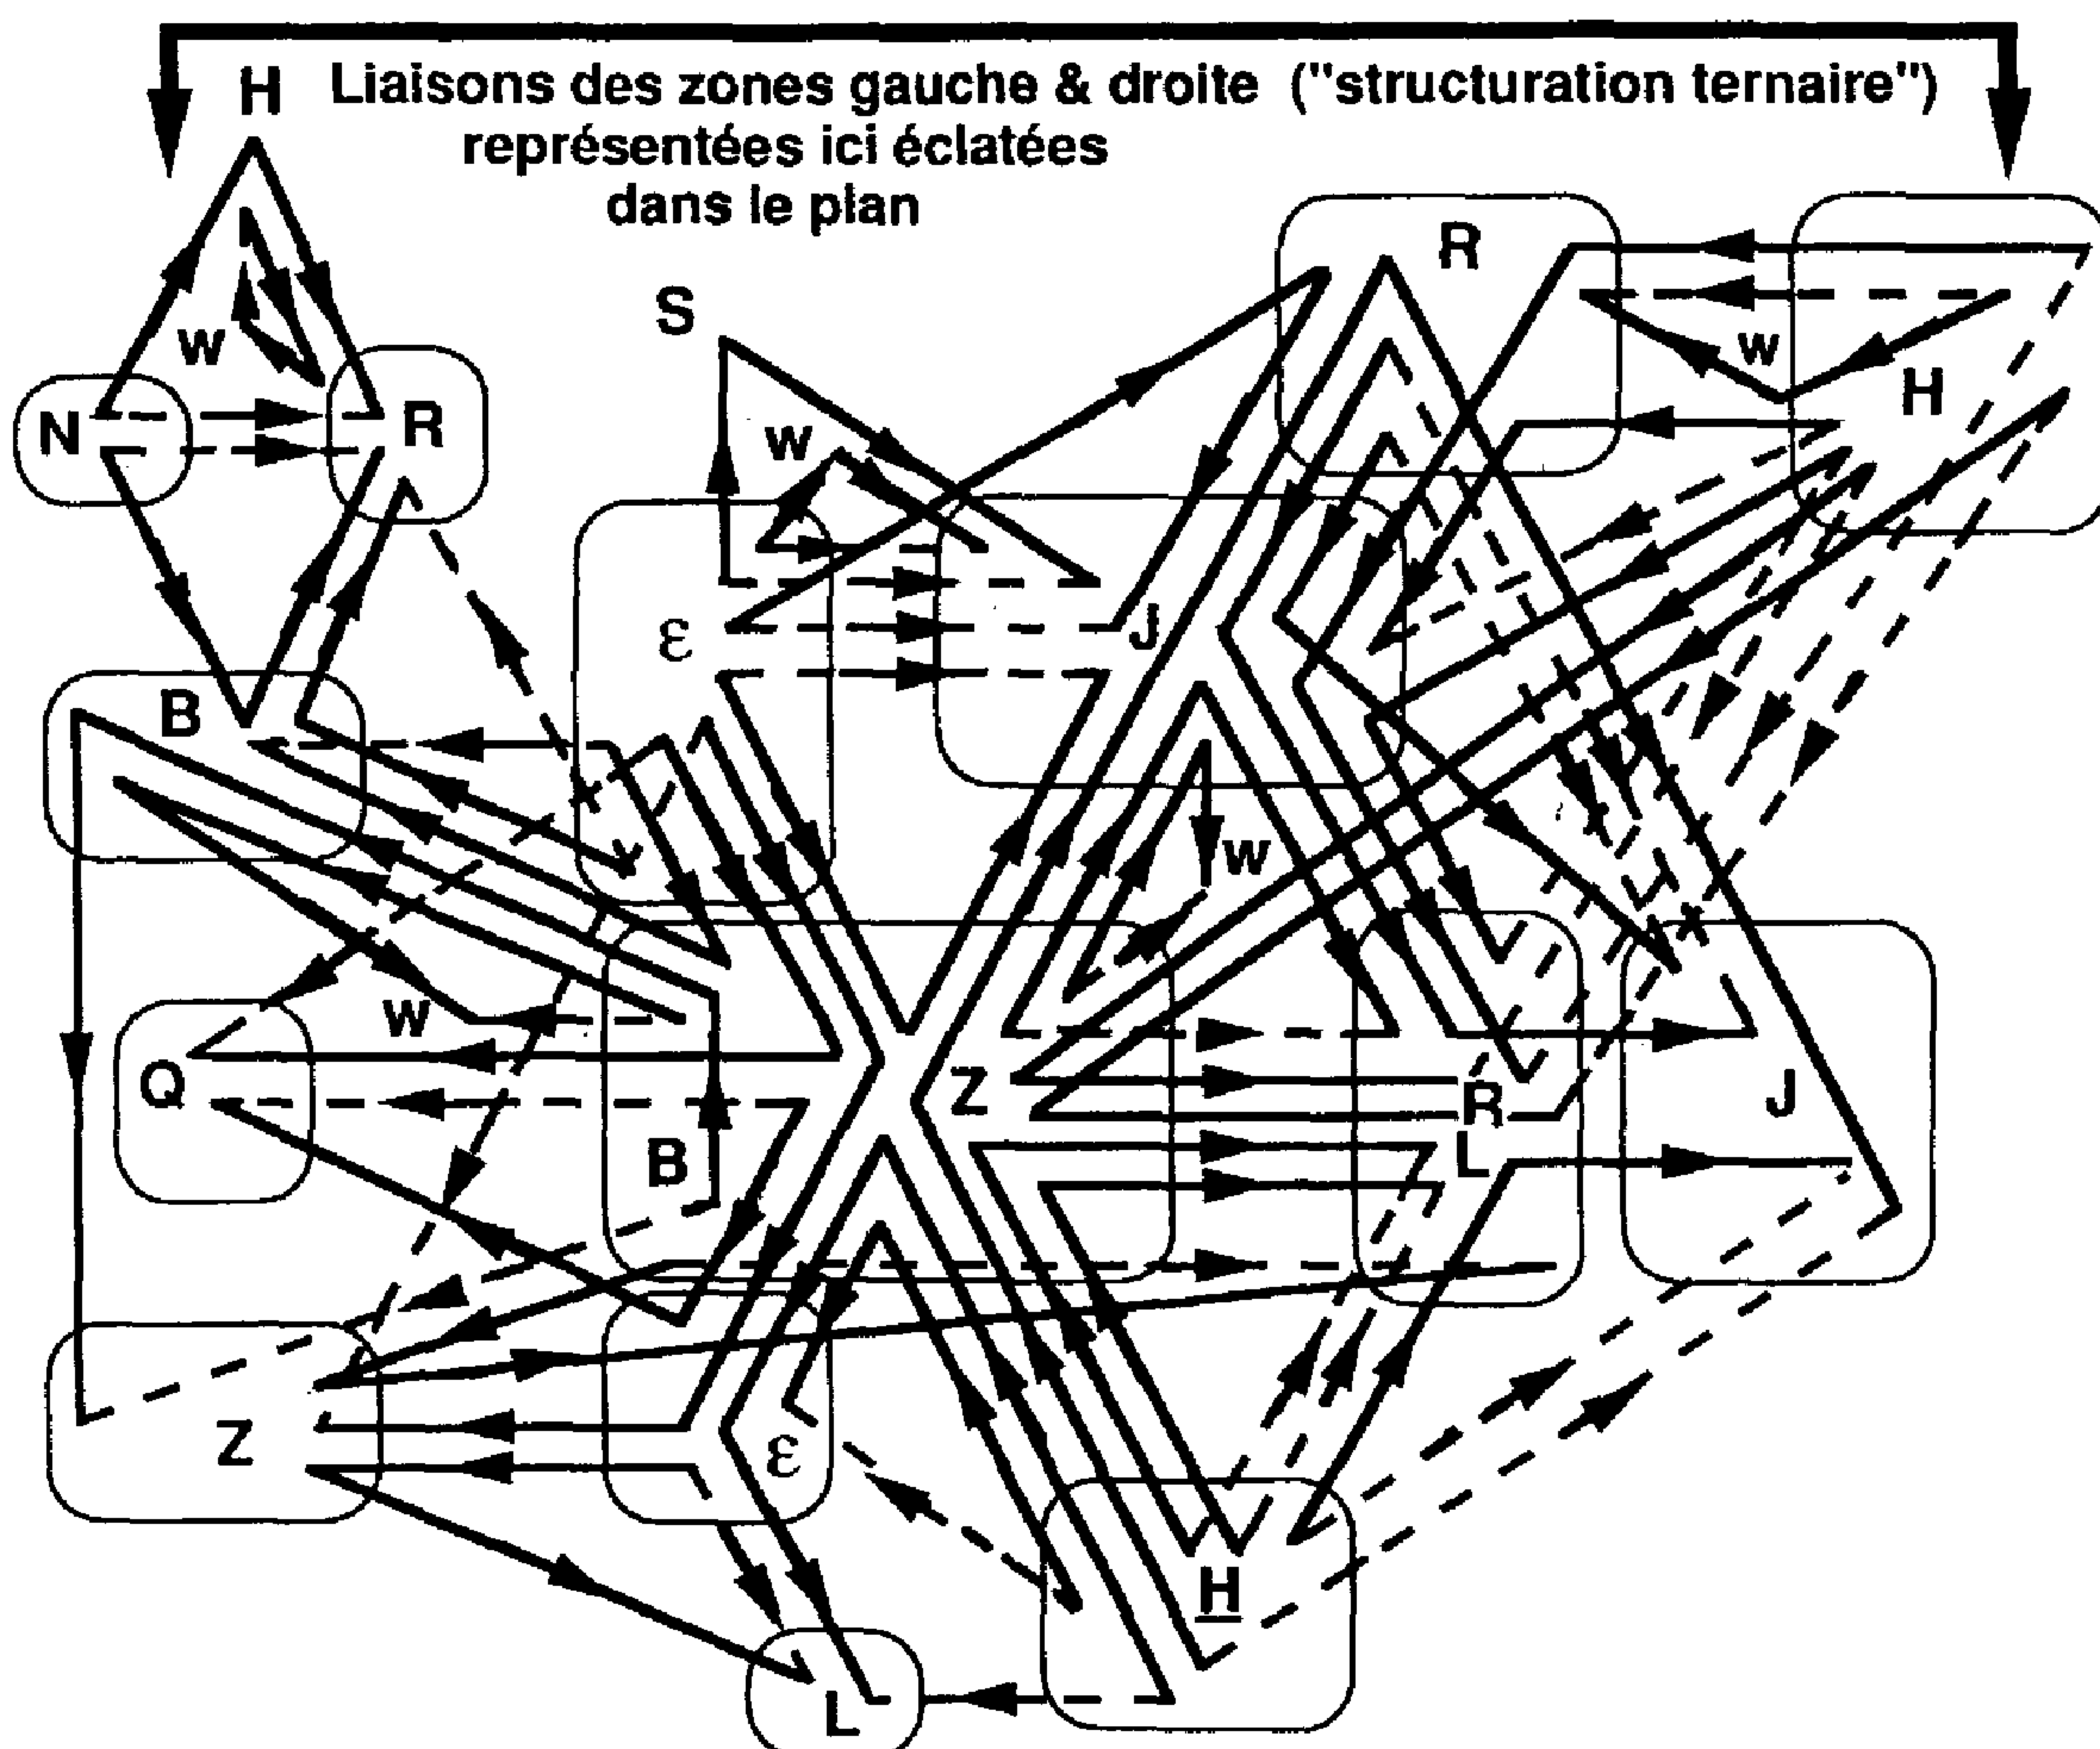 H Liaisons des zones gauche & droite ("structuration ternaire")
représentées ici éclatées
dans le plan
R
S
W
W
H
N
R
W
ε
J
B
W
W
Q
Z
R
J
B
L
Z
ε
H
L